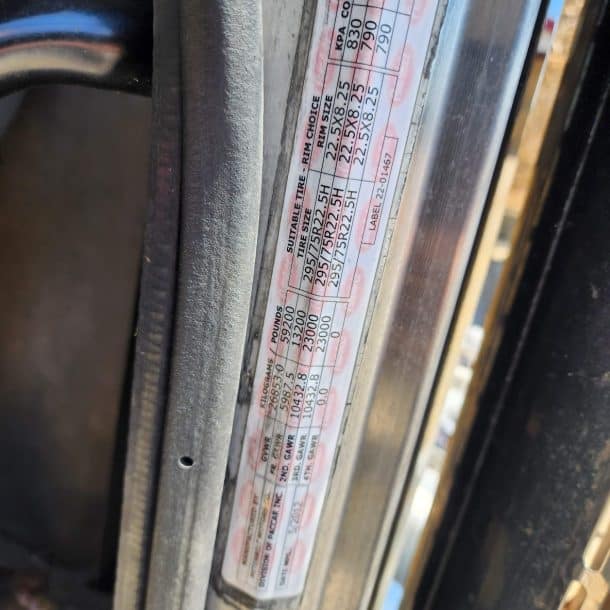 DIVISION OF PACCAR INC
DATE MFG.
KILOGRAMS / POUNDS
GVWR 26853.0 59200
GAWR 5987.5 13200
2ND. GAWR 10432.8 23000
3RD. GAWR 10432.8 23000
4TH. GAWR 0.0 0
SUITABLE TIRE - RIM CHOICE
TIRE SIZE RIM SIZE KPA CO
295/75R22.5H 22.5X8.25 830
295/75R22.5H 22.5X8.25 790
295/75R22.5H 22.5X8.25 790
LABEL 22-01467